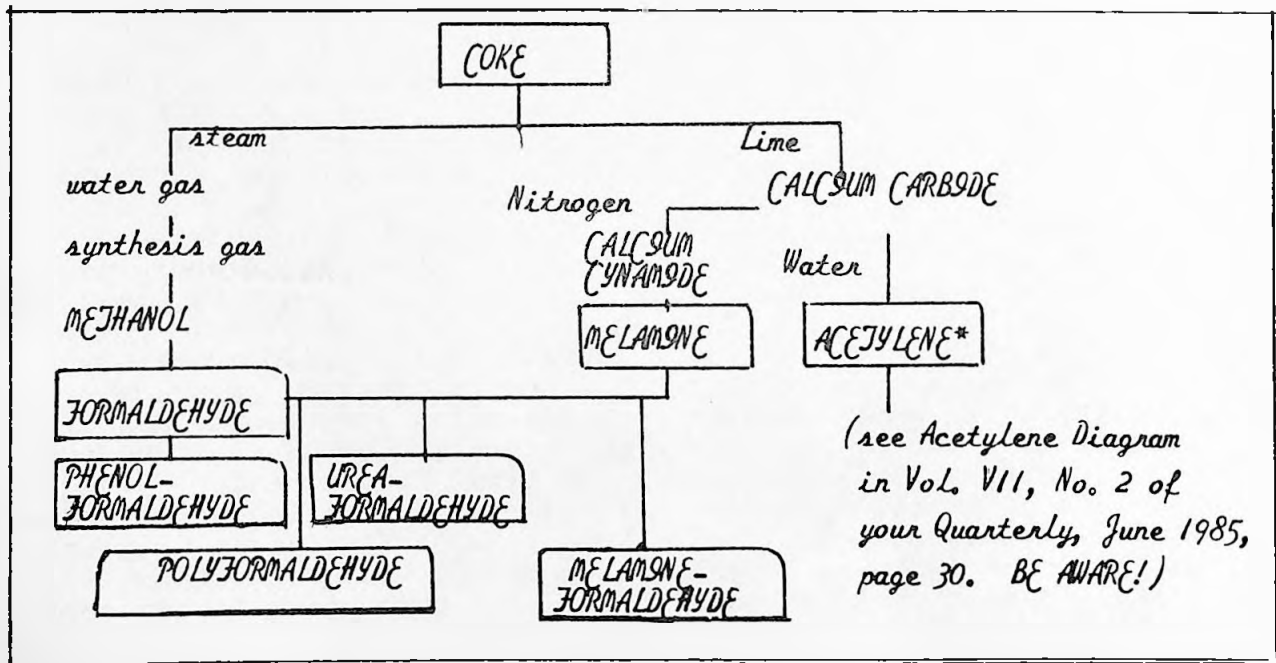 COKE
steam
Lime
water gas
CALCIUM CARBIDE
Nitrogen
synthesis gas
CALCIUM
CYNAMIDE
Water
METHANOL
MELAMINE
ACETYLENE*
FORMALDEHYDE
(see Acetylene Diagram
in Vol. VII, No. 2 of
your Quarterly, June 1985,
page 30. BE AWARE!)
PHENOL-
FORMALDEHYDE
UREA-
FORMALDEHYDE
POLYFORMALDEHYDE
MELAMINE-
FORMALDEHYDE